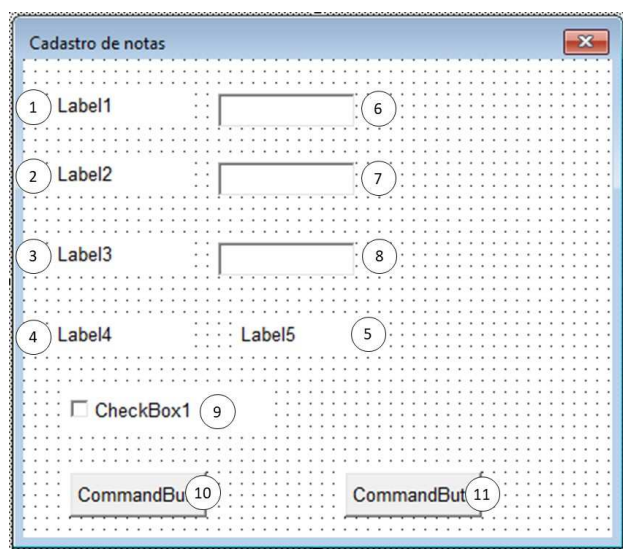 Cadastro de notas
1 Label1 6
2 Label2 7
3 Label3 8
4 Label4 Label5 5
CheckBox1 9
CommandBu 10 CommandBut 11